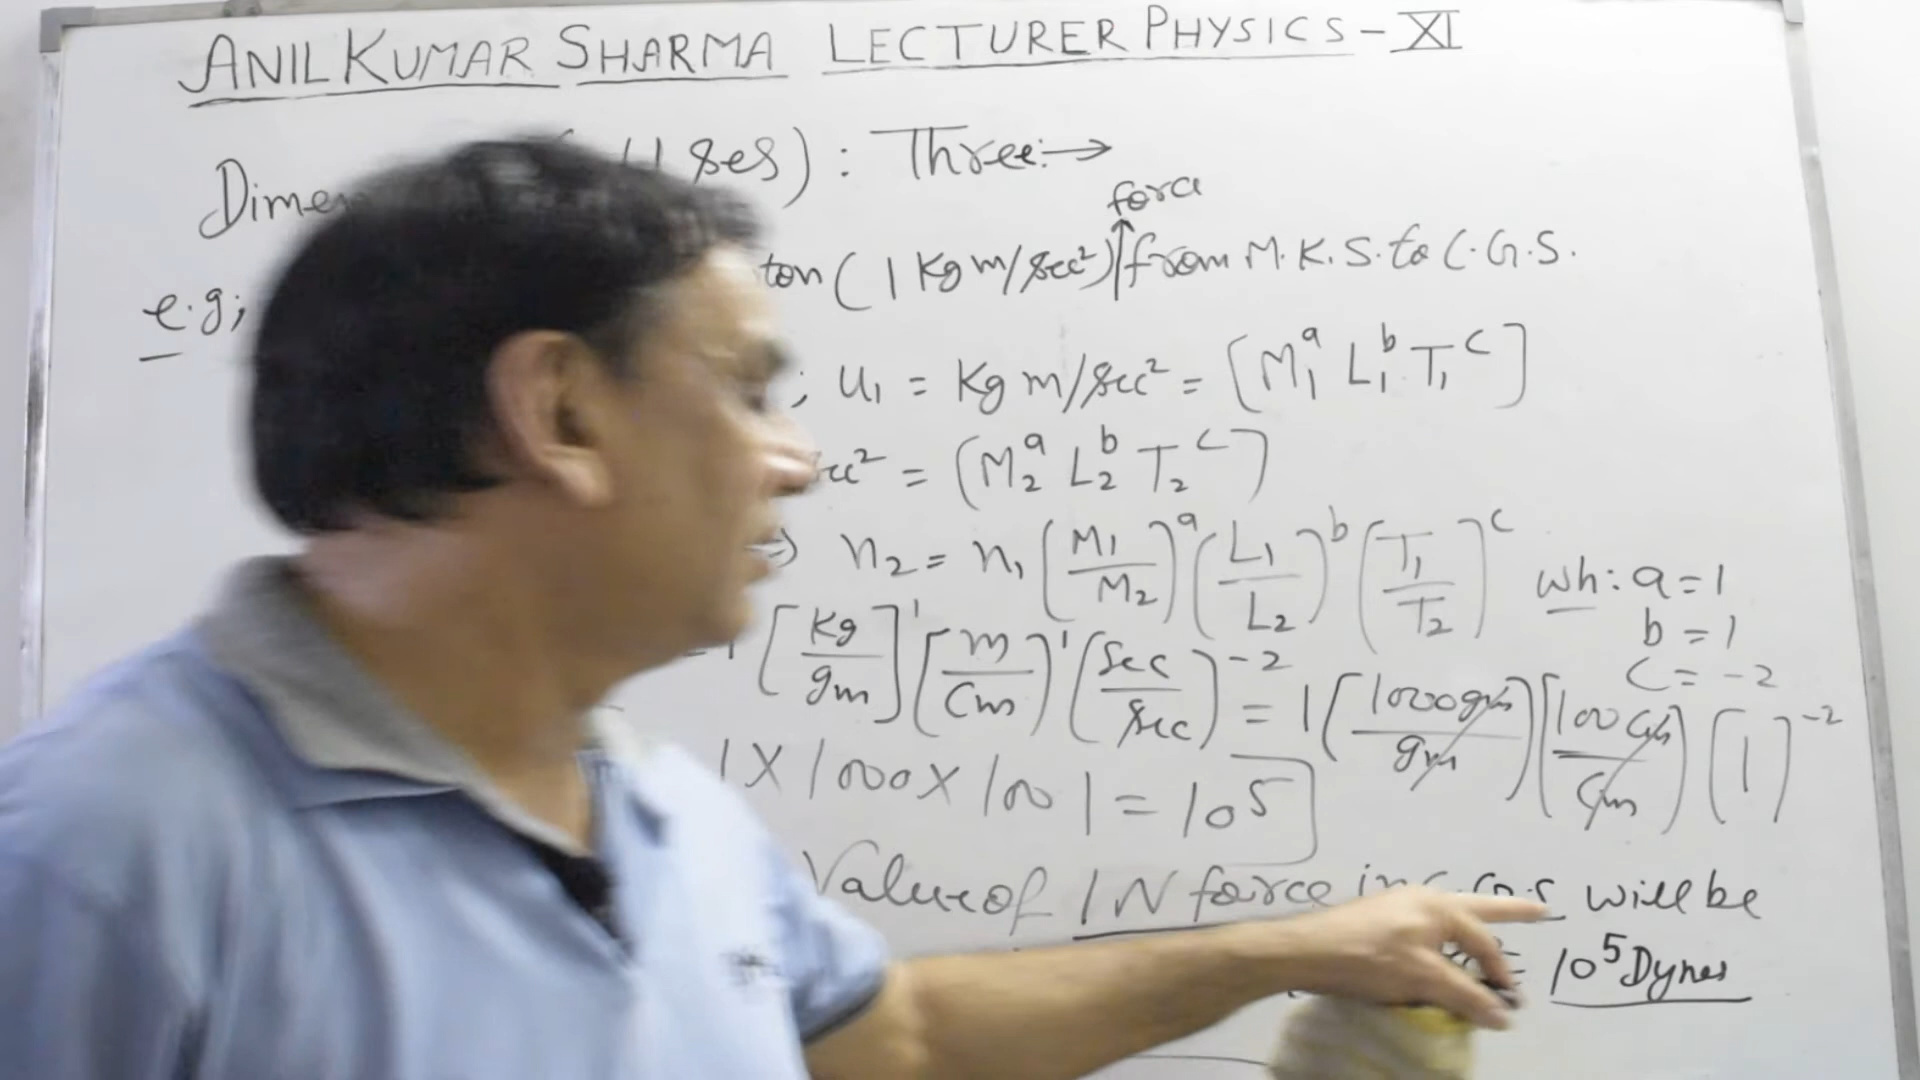 ANIL KUMAR SHARMA LECTURER PHYSICS - XI
Uses) : Three :→
force
e.g; ton (1 Kg m/sec²) from M.K.S. to C.G.S.
; u₁ = Kg m/sec² = [M₁ᵃ L₁ᵇ T₁ᶜ]
= (M₂ᵃ L₂ᵇ T₂ᶜ)
⇒ n₂ = n₁ (M₁/M₂)ᵃ (L₁/L₂)ᵇ (T₁/T₂)ᶜ wh: a = 1
b = 1
c = -2
[Kg/gm]¹ (m/cm)¹ (sec/sec)⁻² = 1 (1000gm/gm) (100 cm/cm) (1)⁻²
1 X 1000 X 100 | = 10⁵
Value of 1 N force in C.G.S will be
= 10⁵ Dynes